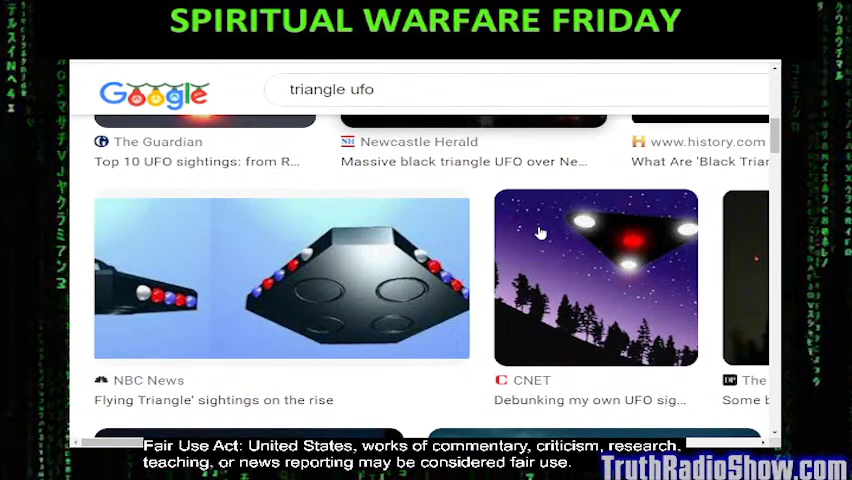 SPIRITUAL WARFARE FRIDAY
Google
triangle ufo
The Guardian
NH Newcastle Herald
H www.history.com
Top 10 UFO sightings: from R...
Massive black triangle UFO over Ne...
What Are 'Black Trian
NBC News
C CNET
DP The
Flying Triangle' sightings on the rise
Debunking my own UFO sig...
Some b
Fair Use Act: United States, works of commentary, criticism, research,
teaching, or news reporting may be considered fair use.
TruthRadioShow.com